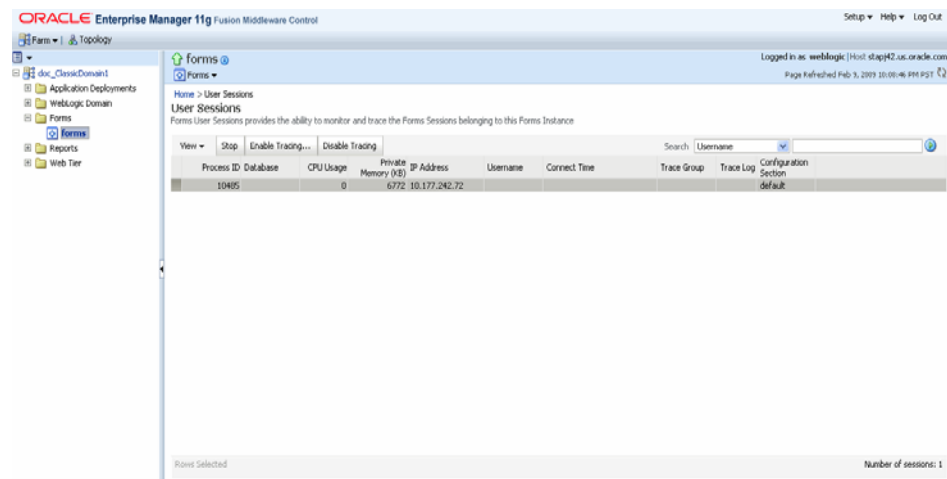 ORACLE Enterprise Manager 11g Fusion Middleware Control
Setup Help Log Out
Farm | Topology
forms
Logged in as weblogic | Host stapj42.us.oracle.com
Forms
Page Refreshed Feb 9, 2009 10:00:46 PM PST
doc_ClassicDomain1
Application Deployments
WebLogic Domain
Forms
forms
Reports
Web Tier
Home > User Sessions
User Sessions
Forms User Sessions provides the ability to monitor and trace the Forms Sessions belonging to this Forms Instance
View Stop Enable Tracing... Disable Tracing Search Username
Process ID Database CPU Usage Private Memory (KB) IP Address Username Connect Time Trace Group Trace Log Configuration Section
10485 0 6772 10.177.242.72 default
Rows Selected
Number of sessions: 1